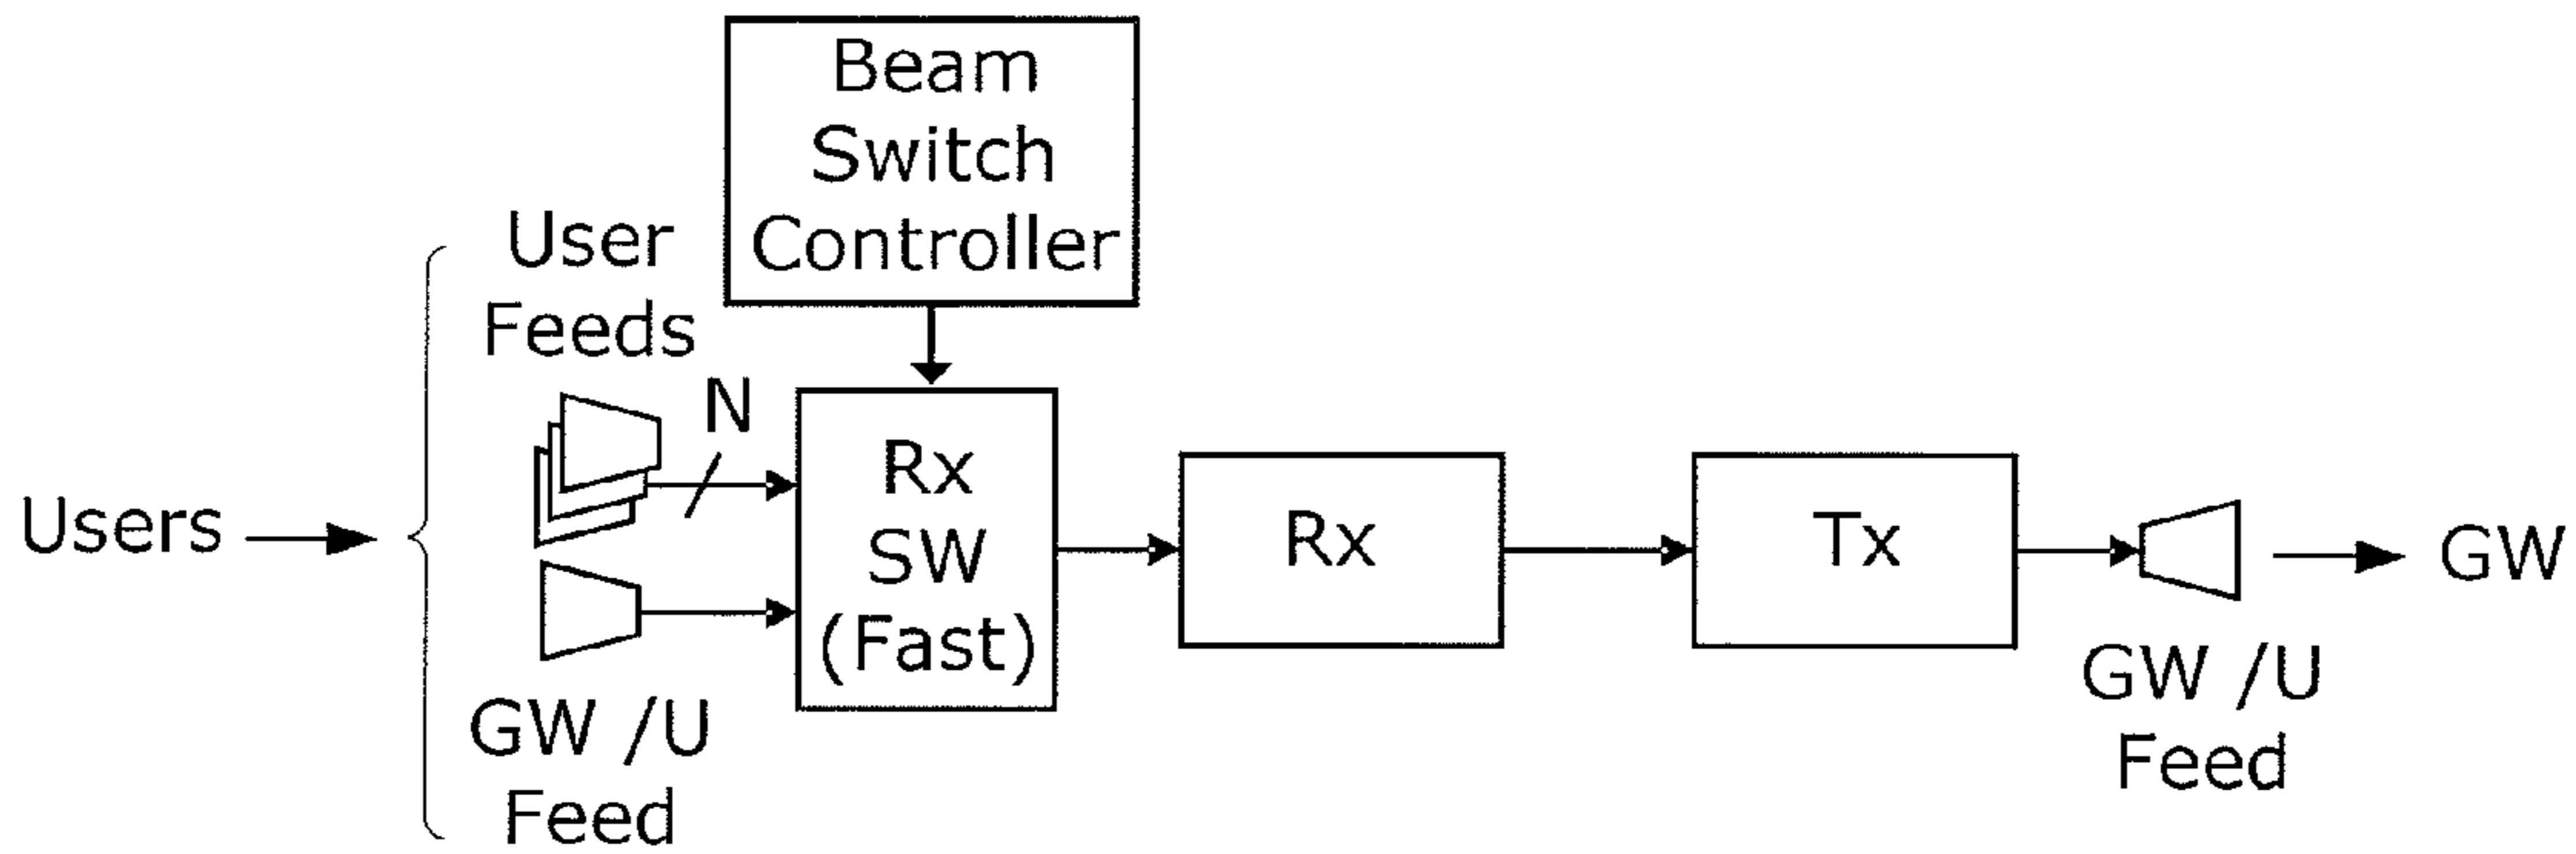 Beam
Switch
Controller
User
Feeds
N
Users
Rx
SW
(Fast)
Rx
Tx
GW
GW /U
Feed
GW /U
Feed